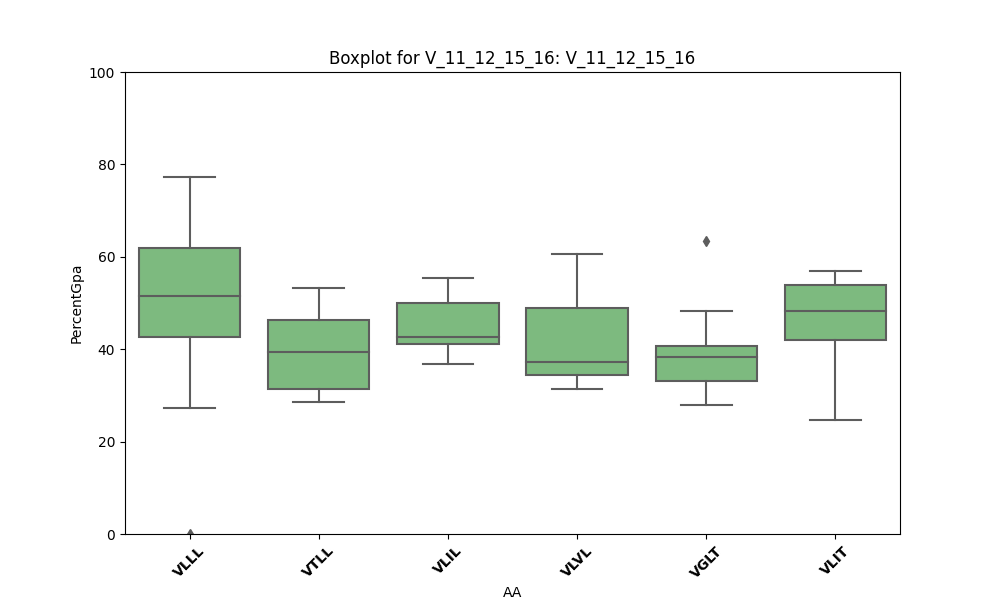 Boxplot for V_11_12_15_16: V_11_12_15_16
100
80
60
40
20
0
PercentGpa
VLLL
VTLL
VLIL
VLVL
VGLT
VLIT
AA